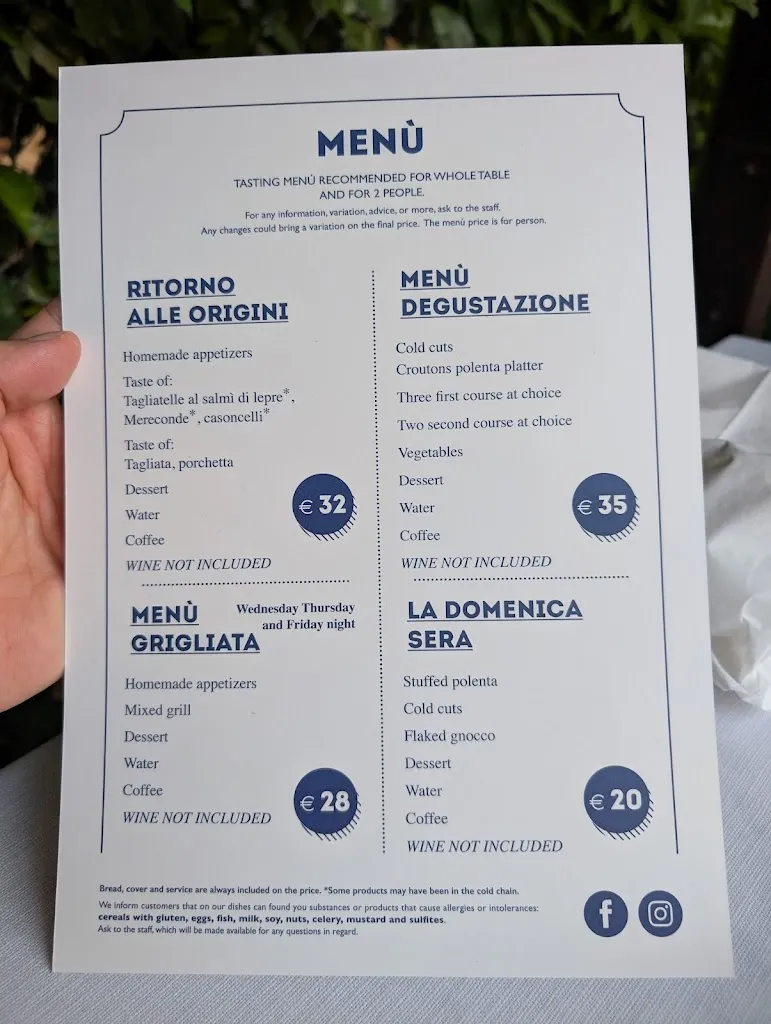 MENÙ
TASTING MENÙ RECOMMENDED FOR WHOLE TABLE
AND FOR 2 PEOPLE.
For any information, variation, advice, or more, ask to the staff.
Any changes could bring a variation on the final price. The menù price is for person.
RITORNO
ALLE ORIGINI
Homemade appetizers
Taste of:
Tagliatelle al salmì di lepre*,
Mereconde*, casoncelli*
Taste of:
Tagliata, porchetta
Dessert
Water
Coffee
WINE NOT INCLUDED
€ 32
MENÙ
DEGUSTAZIONE
Cold cuts
Croutons polenta platter
Three first course at choice
Two second course at choice
Vegetables
Dessert
Water
Coffee
WINE NOT INCLUDED
€ 35
MENÙ
GRIGLIATA
Wednesday Thursday
and Friday night
Homemade appetizers
Mixed grill
Dessert
Water
Coffee
WINE NOT INCLUDED
€ 28
LA DOMENICA
SERA
Stuffed polenta
Cold cuts
Flaked gnocco
Dessert
Water
Coffee
WINE NOT INCLUDED
€ 20
Bread, cover and service are always included on the price. *Some products may have been in the cold chain.
We inform customers that on our dishes can found you substances or products that cause allergies or intolerances:
cereals with gluten, eggs, fish, milk, soy, nuts, celery, mustard and sulfites.
Ask to the staff, which will be made available for any questions in regard.